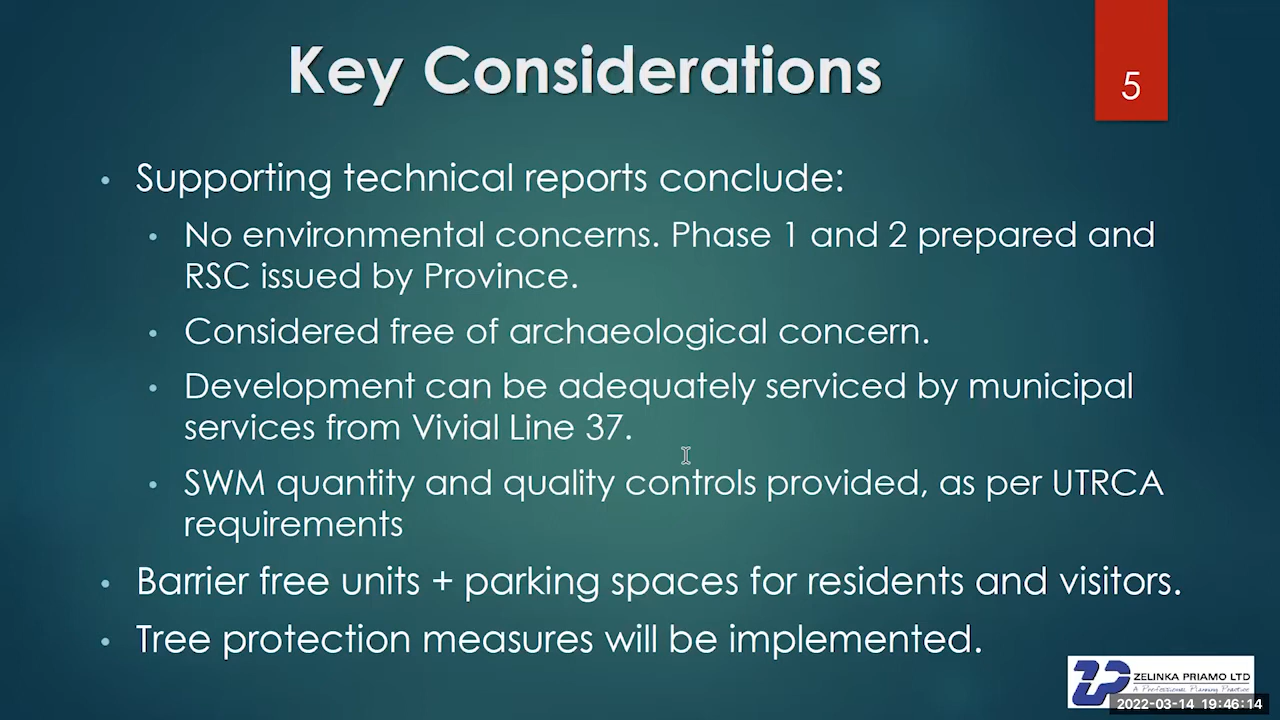 Key Considerations
5
• Supporting technical reports conclude:
• No environmental concerns. Phase 1 and 2 prepared and
RSC issued by Province.
• Considered free of archaeological concern.
• Development can be adequately serviced by municipal
services from Vivial Line 37.
• SWM quantity and quality controls provided, as per UTRCA
requirements
• Barrier free units + parking spaces for residents and visitors.
• Tree protection measures will be implemented.
ZP
ZELINKA PRIAMO LTD
A Professional Planning Practice
2022-03-14 19:46:14